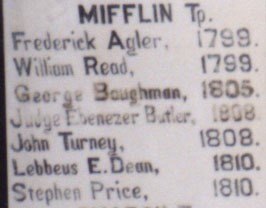 MIFFLIN Tp.
Frederick Agler, 1799.
William Read, 1799.
George Baughman, 1805.
Judge Ebenezer Butler, 1808.
John Turney, 1808.
Lebbeus E. Dean, 1810.
Stephen Price, 1810.